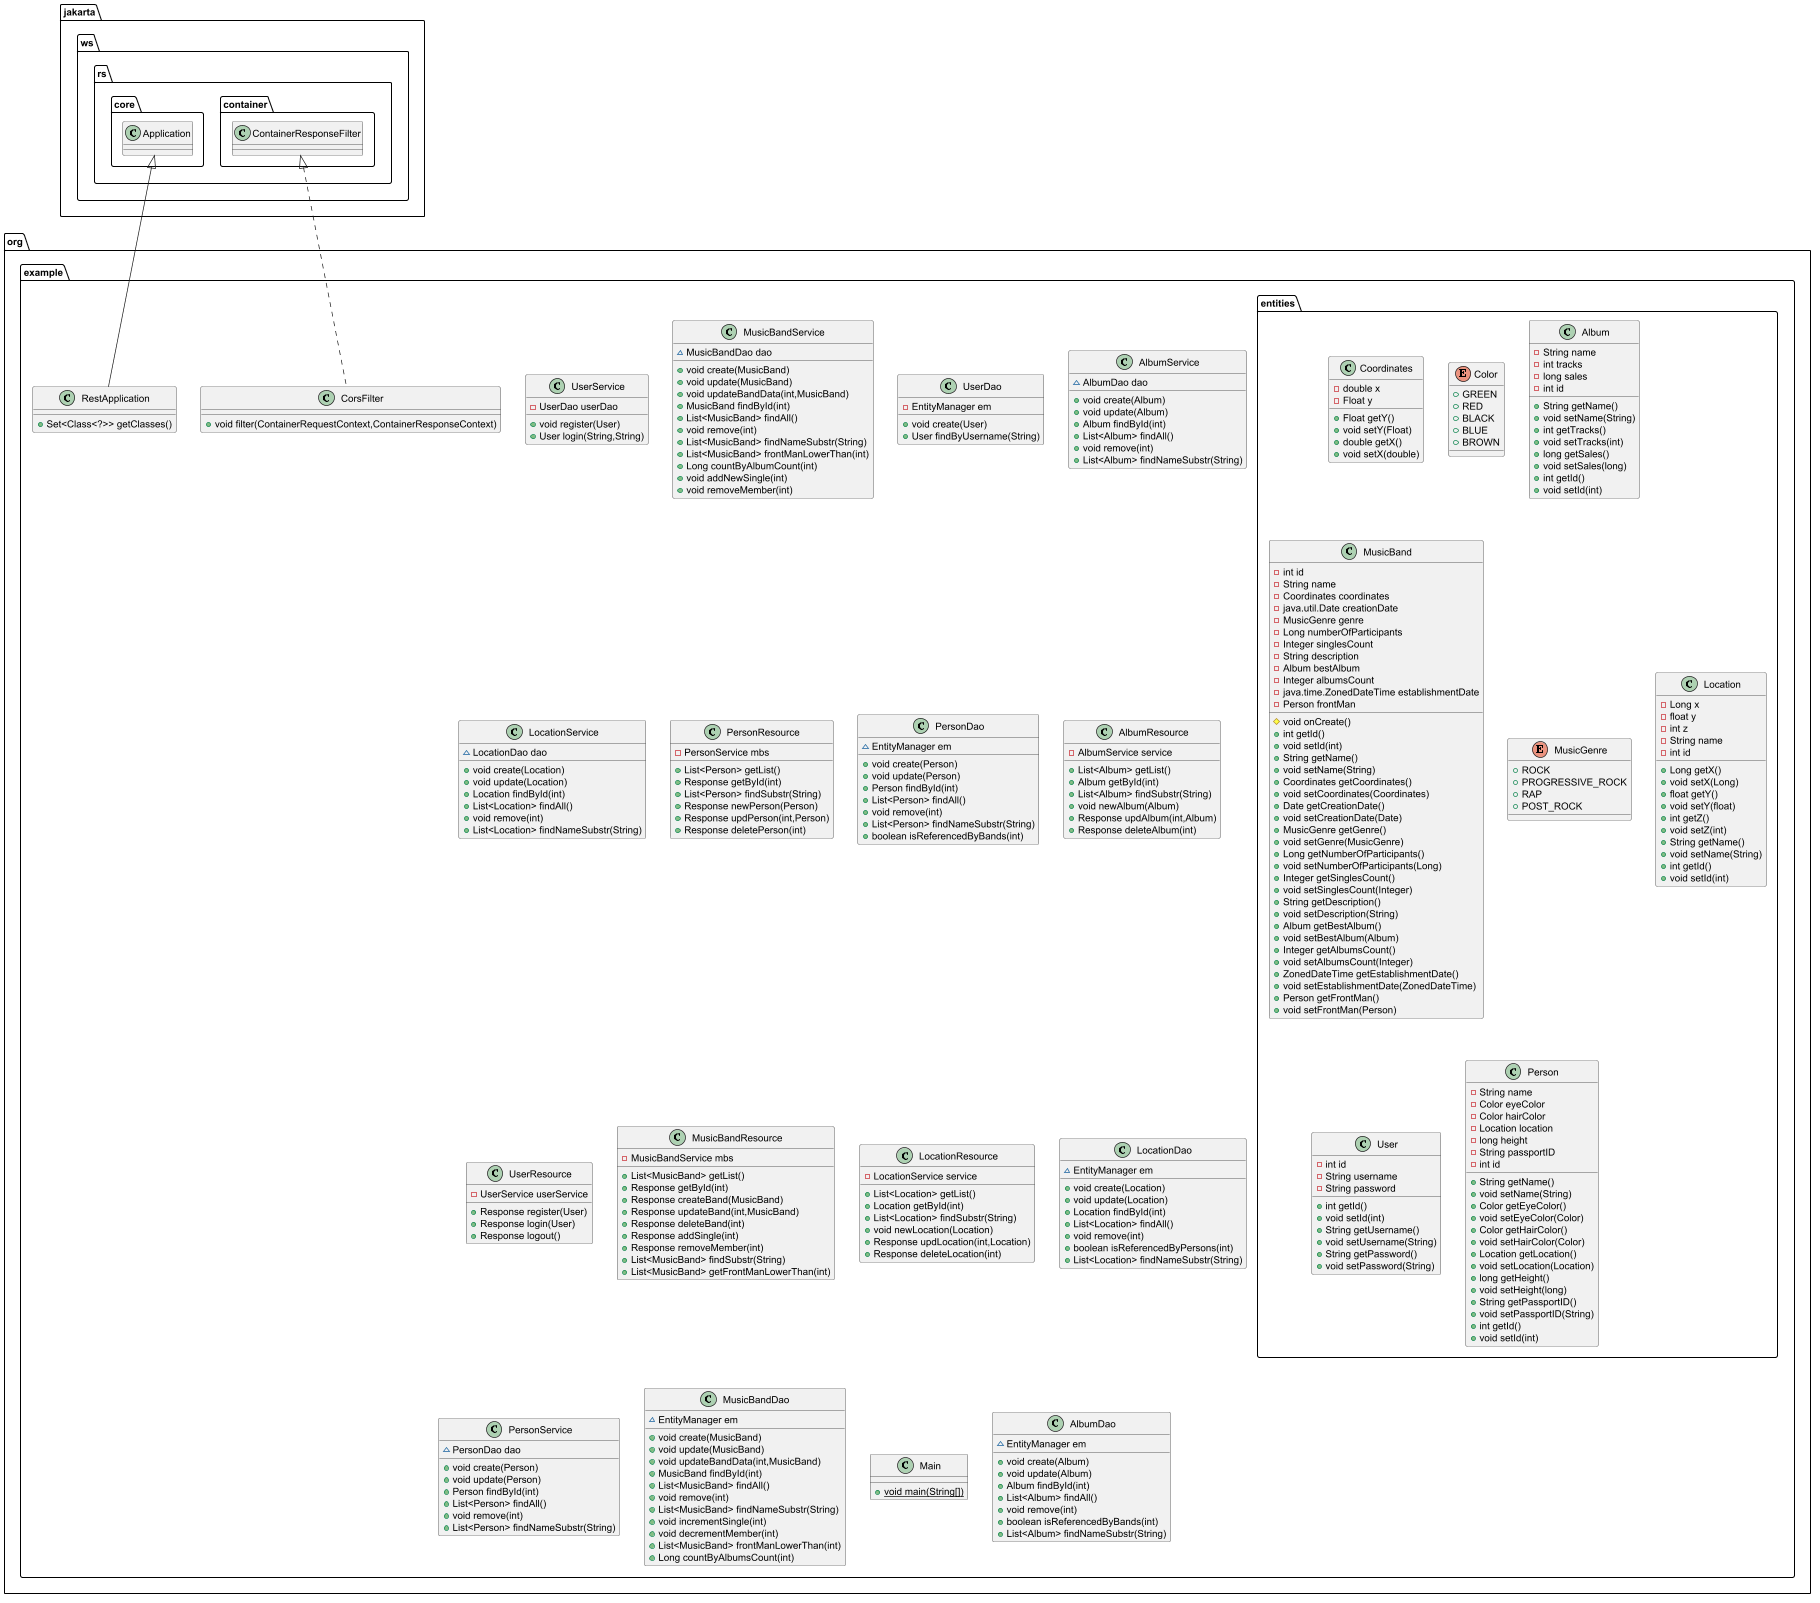 jakarta
ws
rs
core
container
C Application
C ContainerResponseFilter
org
example
C RestApplication
Set<Class<?>> getClasses()
C CorsFilter
void filter(ContainerRequestContext,ContainerResponseContext)
C UserService
UserDao userDao
void register(User)
User login(String,String)
C MusicBandService
MusicBandDao dao
void create(MusicBand)
void update(MusicBand)
void updateBandData(int,MusicBand)
MusicBand findById(int)
List<MusicBand> findAll()
void remove(int)
List<MusicBand> findNameSubstr(String)
List<MusicBand> frontManLowerThan(int)
Long countByAlbumCount(int)
void addNewSingle(int)
void removeMember(int)
C UserDao
EntityManager em
void create(User)
User findByUsername(String)
C AlbumService
AlbumDao dao
void create(Album)
void update(Album)
Album findById(int)
List<Album> findAll()
void remove(int)
List<Album> findNameSubstr(String)
entities
C Coordinates
double x
Float y
Float getY()
void setY(Float)
double getX()
void setX(double)
E Color
GREEN
RED
BLACK
BLUE
BROWN
C Album
String name
int tracks
long sales
int id
String getName()
void setName(String)
int getTracks()
void setTracks(int)
long getSales()
void setSales(long)
int getId()
void setId(int)
C MusicBand
int id
String name
Coordinates coordinates
java.util.Date creationDate
MusicGenre genre
Long numberOfParticipants
Integer singlesCount
String description
Album bestAlbum
Integer albumsCount
java.time.ZonedDateTime establishmentDate
Person frontMan
void onCreate()
int getId()
void setId(int)
String getName()
void setName(String)
Coordinates getCoordinates()
void setCoordinates(Coordinates)
Date getCreationDate()
void setCreationDate(Date)
MusicGenre getGenre()
void setGenre(MusicGenre)
Long getNumberOfParticipants()
void setNumberOfParticipants(Long)
Integer getSinglesCount()
void setSinglesCount(Integer)
String getDescription()
void setDescription(String)
Album getBestAlbum()
void setBestAlbum(Album)
Integer getAlbumsCount()
void setAlbumsCount(Integer)
ZonedDateTime getEstablishmentDate()
void setEstablishmentDate(ZonedDateTime)
Person getFrontMan()
void setFrontMan(Person)
E MusicGenre
ROCK
PROGRESSIVE_ROCK
RAP
POST_ROCK
C Location
Long x
float y
int z
String name
int id
Long getX()
void setX(Long)
float getY()
void setY(float)
int getZ()
void setZ(int)
String getName()
void setName(String)
int getId()
void setId(int)
C LocationService
LocationDao dao
void create(Location)
void update(Location)
Location findById(int)
List<Location> findAll()
void remove(int)
List<Location> findNameSubstr(String)
C PersonResource
PersonService mbs
List<Person> getList()
Response getById(int)
List<Person> findSubstr(String)
Response newPerson(Person)
Response updPerson(int,Person)
Response deletePerson(int)
C PersonDao
EntityManager em
void create(Person)
void update(Person)
Person findById(int)
List<Person> findAll()
void remove(int)
List<Person> findNameSubstr(String)
boolean isReferencedByBands(int)
C AlbumResource
AlbumService service
List<Album> getList()
Album getById(int)
List<Album> findSubstr(String)
void newAlbum(Album)
Response updAlbum(int,Album)
Response deleteAlbum(int)
C UserResource
UserService userService
Response register(User)
Response login(User)
Response logout()
C MusicBandResource
MusicBandService mbs
List<MusicBand> getList()
Response getById(int)
Response createBand(MusicBand)
Response updateBand(int,MusicBand)
Response deleteBand(int)
Response addSingle(int)
Response removeMember(int)
List<MusicBand> findSubstr(String)
List<MusicBand> getFrontManLowerThan(int)
C LocationResource
LocationService service
List<Location> getList()
Location getById(int)
List<Location> findSubstr(String)
void newLocation(Location)
Response updLocation(int,Location)
Response deleteLocation(int)
C LocationDao
EntityManager em
void create(Location)
void update(Location)
Location findById(int)
List<Location> findAll()
void remove(int)
boolean isReferencedByPersons(int)
List<Location> findNameSubstr(String)
C User
int id
String username
String password
int getId()
void setId(int)
String getUsername()
void setUsername(String)
String getPassword()
void setPassword(String)
C Person
String name
Color eyeColor
Color hairColor
Location location
long height
String passportID
int id
String getName()
void setName(String)
Color getEyeColor()
void setEyeColor(Color)
Color getHairColor()
void setHairColor(Color)
Location getLocation()
void setLocation(Location)
long getHeight()
void setHeight(long)
String getPassportID()
void setPassportID(String)
int getId()
void setId(int)
C PersonService
PersonDao dao
void create(Person)
void update(Person)
Person findById(int)
List<Person> findAll()
void remove(int)
List<Person> findNameSubstr(String)
C MusicBandDao
EntityManager em
void create(MusicBand)
void update(MusicBand)
void updateBandData(int,MusicBand)
MusicBand findById(int)
List<MusicBand> findAll()
void remove(int)
List<MusicBand> findNameSubstr(String)
void incrementSingle(int)
void decrementMember(int)
List<MusicBand> frontManLowerThan(int)
Long countByAlbumsCount(int)
C Main
void main(String[])
C AlbumDao
EntityManager em
void create(Album)
void update(Album)
Album findById(int)
List<Album> findAll()
void remove(int)
boolean isReferencedByBands(int)
List<Album> findNameSubstr(String)